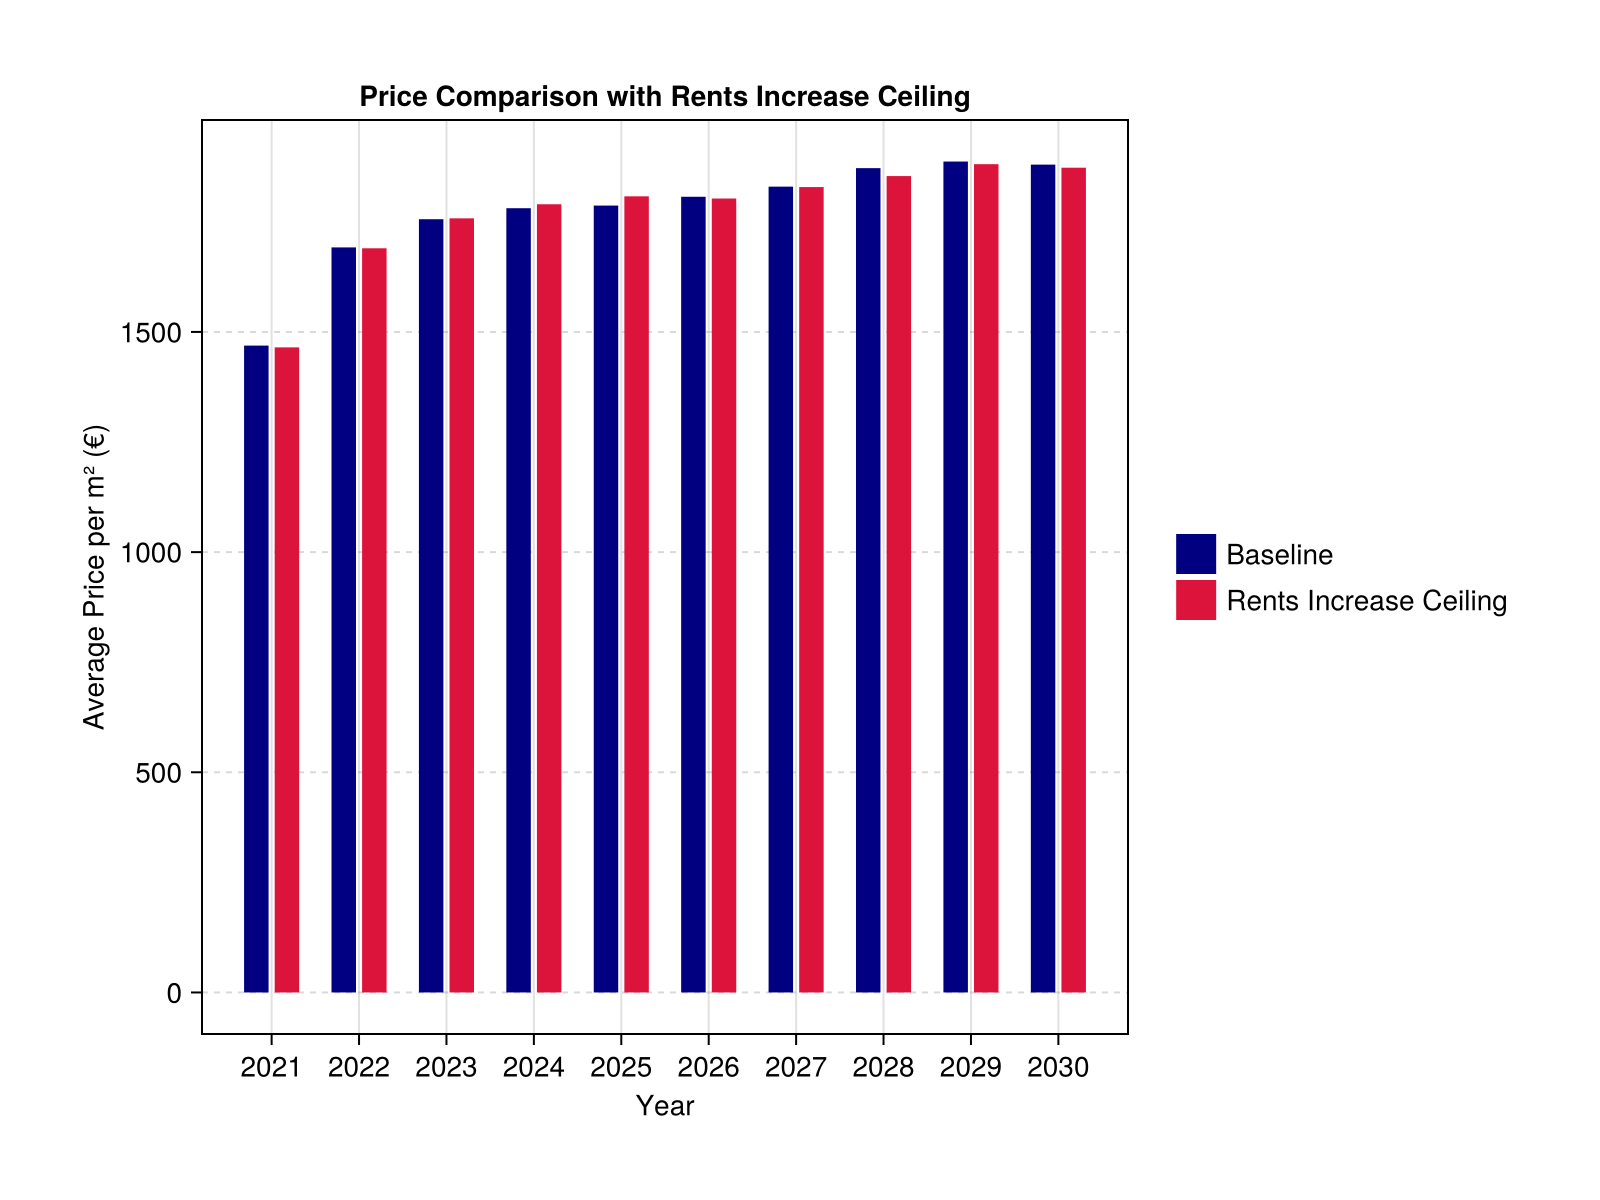 Price Comparison with Rents Increase Ceiling
Average Price per m² (€)
1500
1000
500
0
2021 2022 2023 2024 2025 2026 2027 2028 2029 2030
Year
Baseline
Rents Increase Ceiling